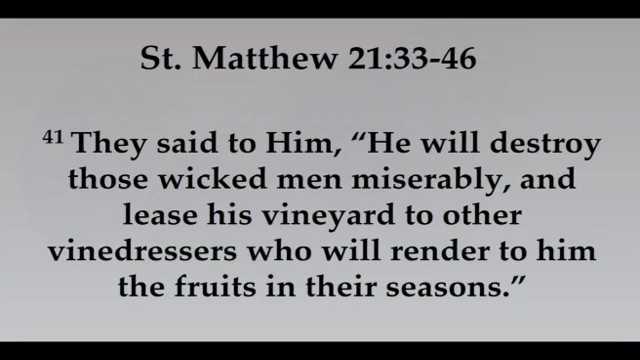 St. Matthew 21:33-46
41 They said to Him, “He will destroy
those wicked men miserably, and
lease his vineyard to other
vinedressers who will render to him
the fruits in their seasons.”